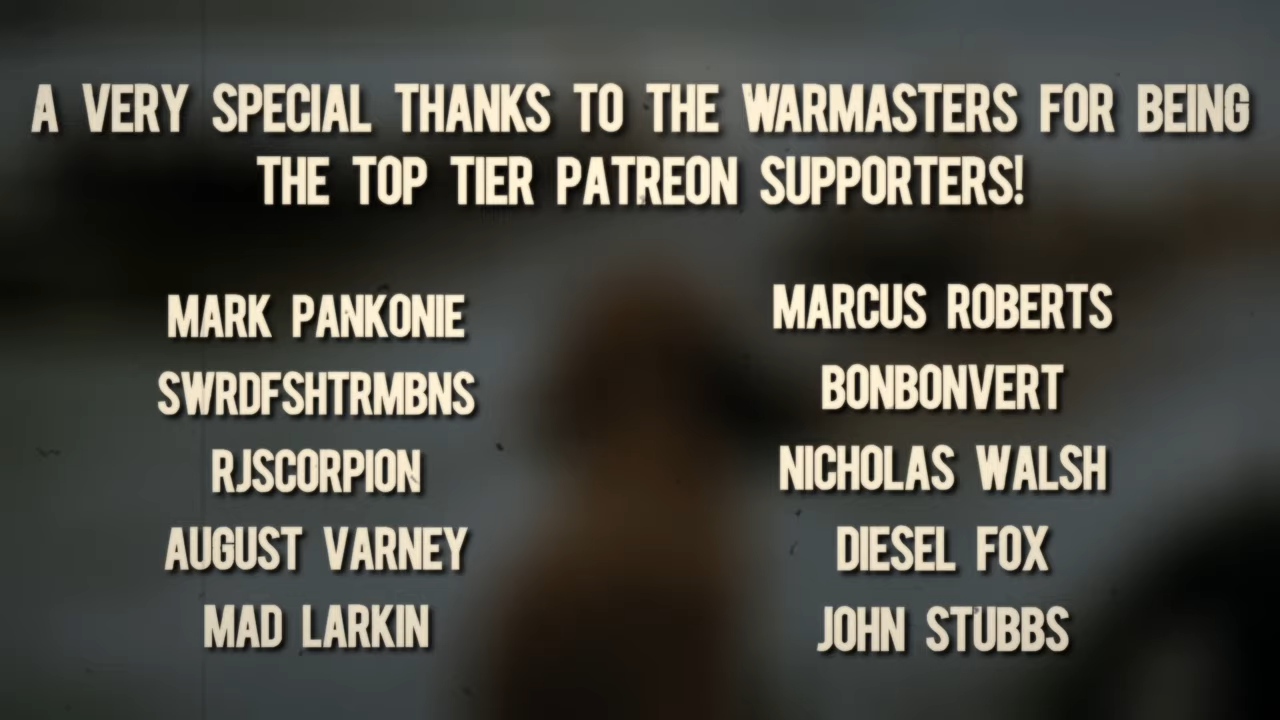 A VERY SPECIAL THANKS TO THE WARMASTERS FOR BEING
THE TOP TIER PATREON SUPPORTERS!
MARK PANKONIE
SWRDFSHTRMBNS
RJSCORPION
AUGUST VARNEY
MAD LARKIN
MARCUS ROBERTS
BONBONVERT
NICHOLAS WALSH
DIESEL FOX
JOHN STUBBS